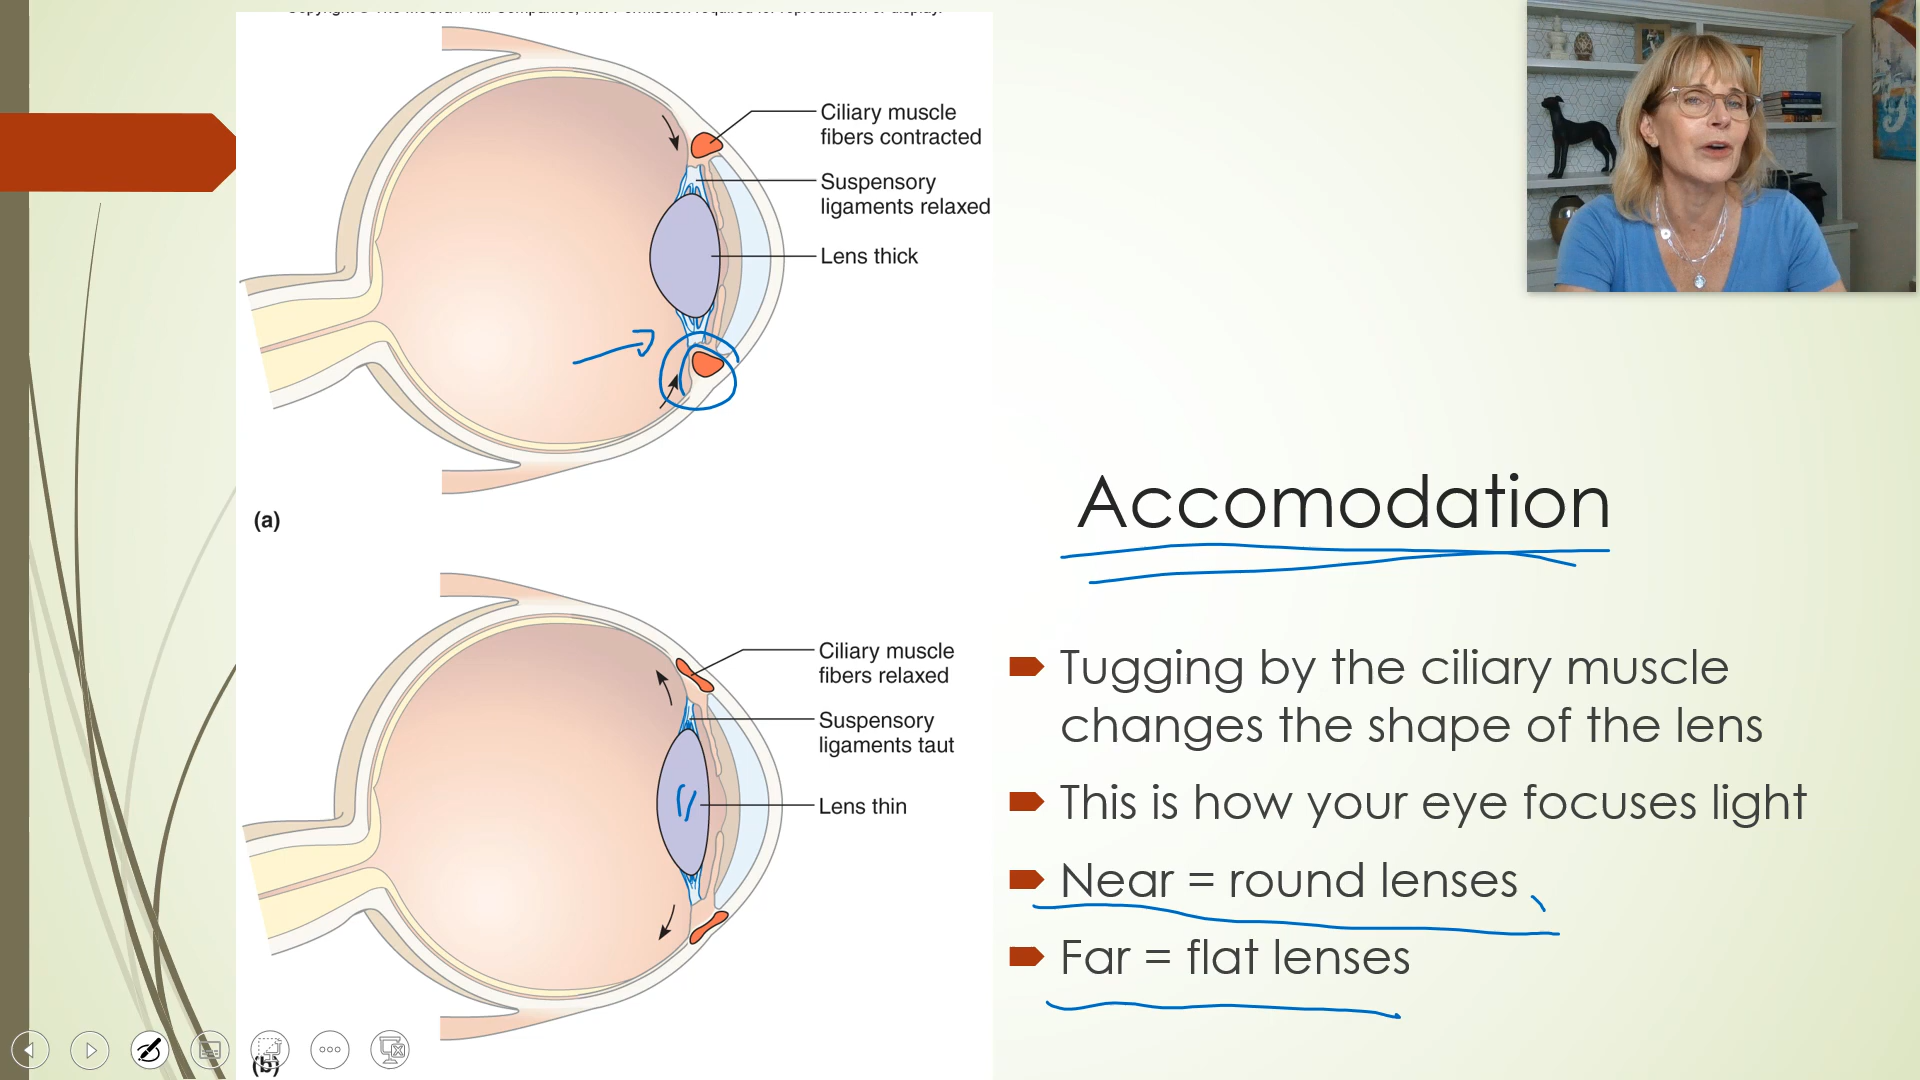 Copyright © The McGraw-Hill Companies, Inc. Permission required for reproduction or display.
Ciliary muscle
fibers contracted
Suspensory
ligaments relaxed
Lens thick
(a)
Ciliary muscle
fibers relaxed
Suspensory
ligaments taut
Lens thin
(b)
Accomodation
Tugging by the ciliary muscle
changes the shape of the lens
This is how your eye focuses light
Near = round lenses
Far = flat lenses